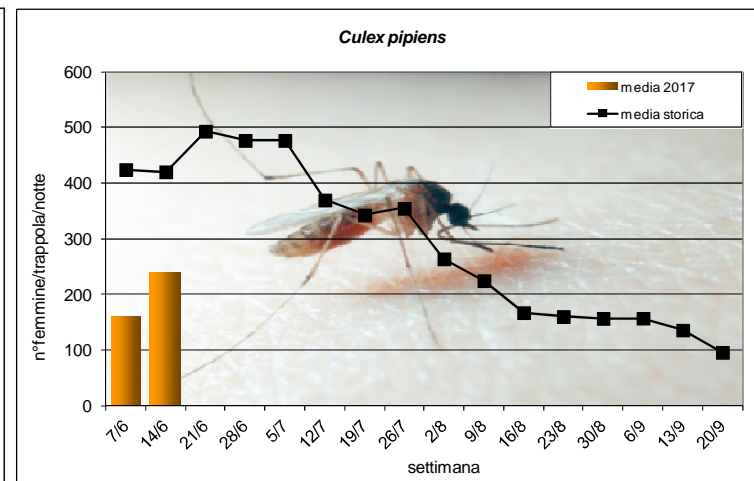 Culex pipiens
media 2017
media storica
n°femmine/trappola/notte
600
500
400
300
200
100
0
7/6 14/6 21/6 28/6 5/7 12/7 19/7 26/7 2/8 9/8 16/8 23/8 30/8 6/9 13/9 20/9
settimana